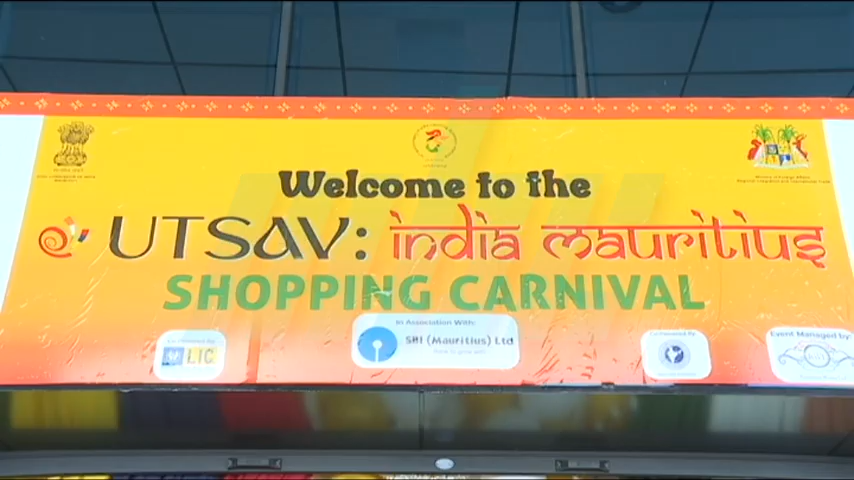 Welcome to the
UTSAV: india mauritius
SHOPPING CARNIVAL
In Association With:
SBI (Mauritius) Ltd
LIC
Event Managed by: